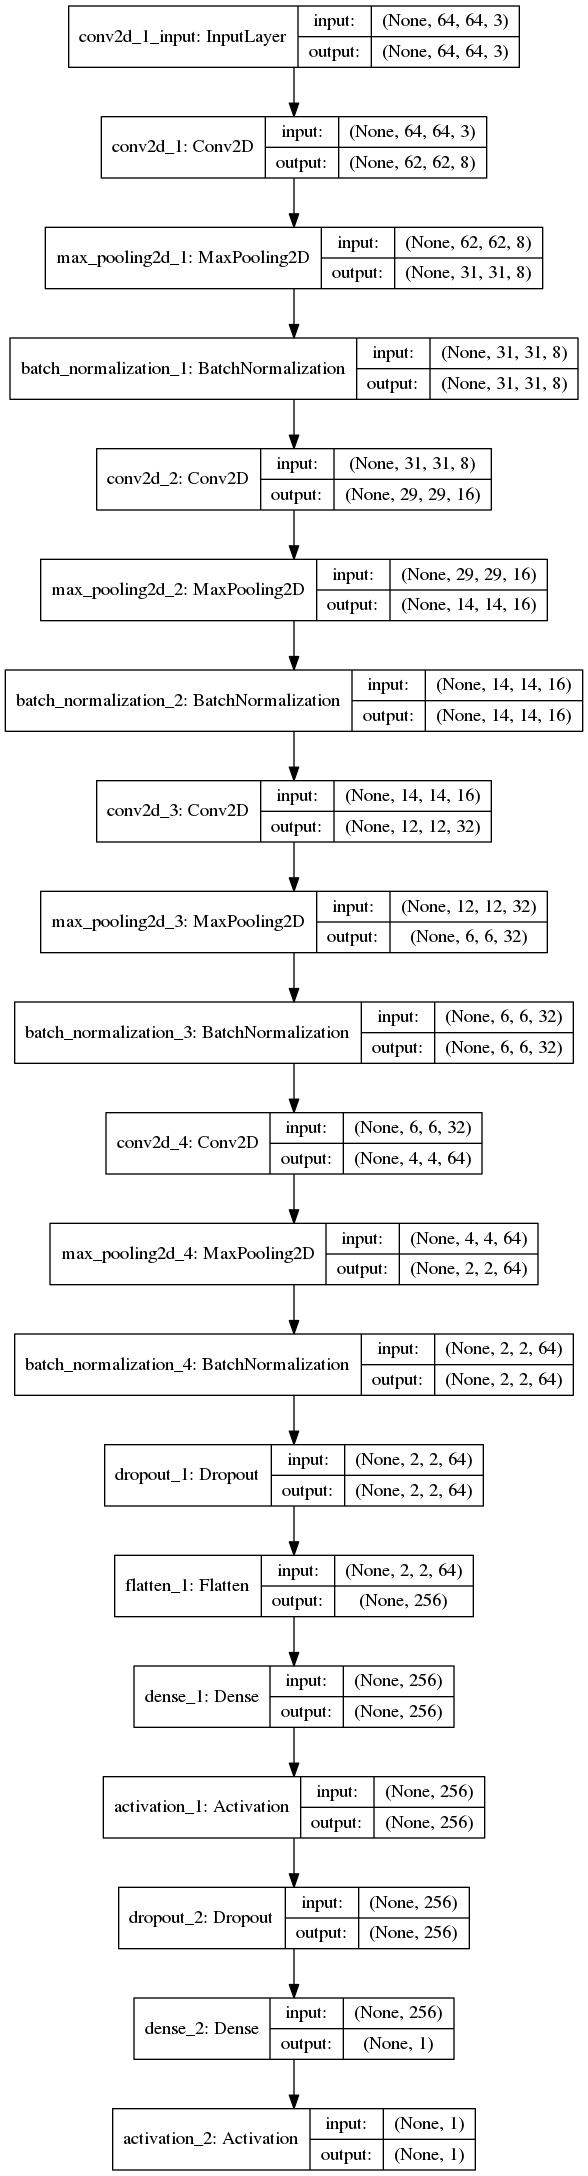 conv2d_1_input: InputLayer
input: (None, 64, 64, 3)
output: (None, 64, 64, 3)
conv2d_1: Conv2D
input: (None, 64, 64, 3)
output: (None, 62, 62, 8)
max_pooling2d_1: MaxPooling2D
input: (None, 62, 62, 8)
output: (None, 31, 31, 8)
batch_normalization_1: BatchNormalization
input: (None, 31, 31, 8)
output: (None, 31, 31, 8)
conv2d_2: Conv2D
input: (None, 31, 31, 8)
output: (None, 29, 29, 16)
max_pooling2d_2: MaxPooling2D
input: (None, 29, 29, 16)
output: (None, 14, 14, 16)
batch_normalization_2: BatchNormalization
input: (None, 14, 14, 16)
output: (None, 14, 14, 16)
conv2d_3: Conv2D
input: (None, 14, 14, 16)
output: (None, 12, 12, 32)
max_pooling2d_3: MaxPooling2D
input: (None, 12, 12, 32)
output: (None, 6, 6, 32)
batch_normalization_3: BatchNormalization
input: (None, 6, 6, 32)
output: (None, 6, 6, 32)
conv2d_4: Conv2D
input: (None, 6, 6, 32)
output: (None, 4, 4, 64)
max_pooling2d_4: MaxPooling2D
input: (None, 4, 4, 64)
output: (None, 2, 2, 64)
batch_normalization_4: BatchNormalization
input: (None, 2, 2, 64)
output: (None, 2, 2, 64)
dropout_1: Dropout
input: (None, 2, 2, 64)
output: (None, 2, 2, 64)
flatten_1: Flatten
input: (None, 2, 2, 64)
output: (None, 256)
dense_1: Dense
input: (None, 256)
output: (None, 256)
activation_1: Activation
input: (None, 256)
output: (None, 256)
dropout_2: Dropout
input: (None, 256)
output: (None, 256)
dense_2: Dense
input: (None, 256)
output: (None, 1)
activation_2: Activation
input: (None, 1)
output: (None, 1)